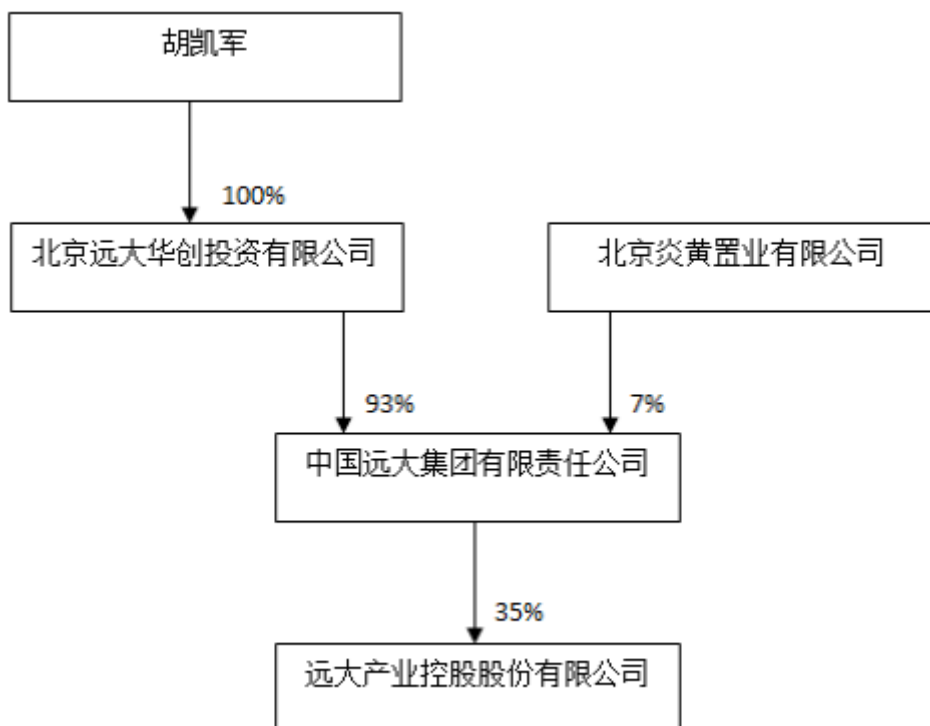 胡凯军
100%
北京远大华创投资有限公司
北京炎黄置业有限公司
93%
7%
中国远大集团有限责任公司
35%
远大产业控股股份有限公司